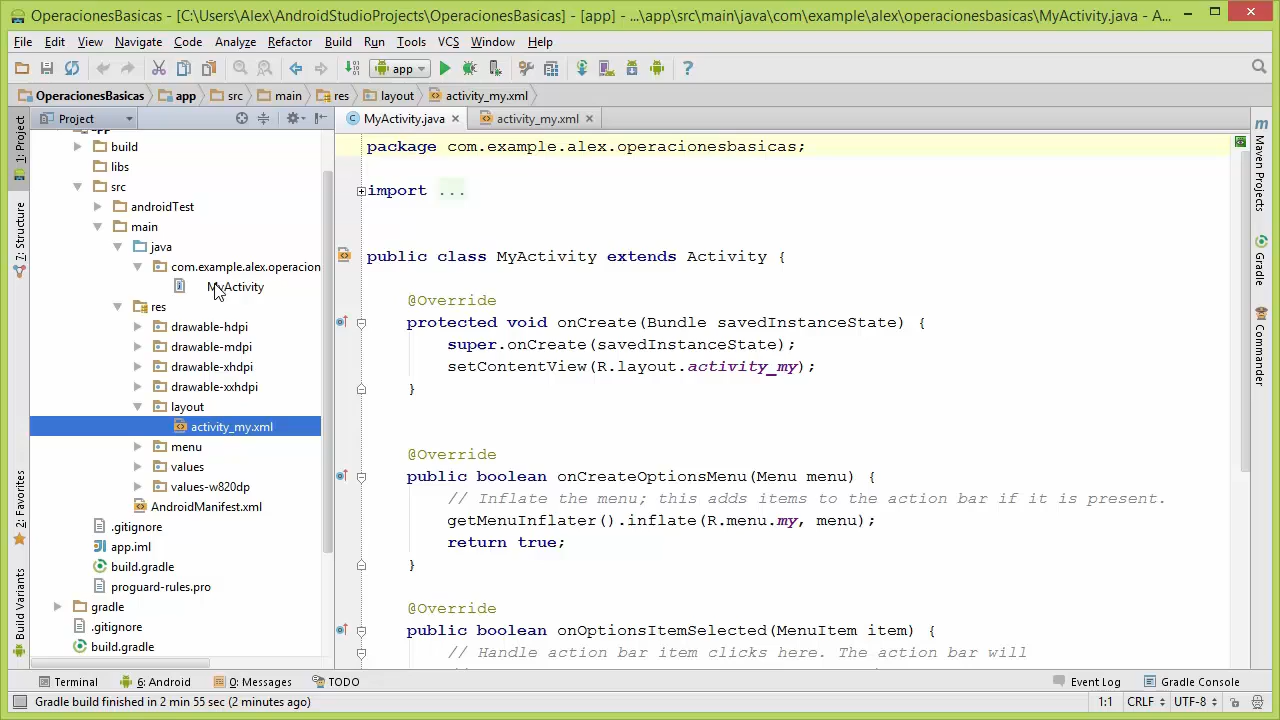 OperacionesBasicas - [C:\Users\Alex\AndroidStudioProjects\OperacionesBasicas] - [app] - ...\app\src\main\java\com\example\alex\operacionesbasicas\MyActivity.java - A...
File Edit View Navigate Code Analyze Refactor Build Run Tools VCS Window Help
app
OperacionesBasicas app src main res layout activity_my.xml
Project
MyActivity.java activity_my.xml
1: Project
7: Structure
2: Favorites
Build Variants
app
build
libs
src
androidTest
main
java
com.example.alex.operacion
MyActivity
res
drawable-hdpi
drawable-mdpi
drawable-xhdpi
drawable-xxhdpi
layout
activity_my.xml
menu
values
values-w820dp
AndroidManifest.xml
.gitignore
app.iml
build.gradle
proguard-rules.pro
gradle
.gitignore
build.gradle
package com.example.alex.operacionesbasicas;
import ...
public class MyActivity extends Activity {
@Override
protected void onCreate(Bundle savedInstanceState) {
super.onCreate(savedInstanceState);
setContentView(R.layout.activity_my);
}
@Override
public boolean onCreateOptionsMenu(Menu menu) {
// Inflate the menu; this adds items to the action bar if it is present.
getMenuInflater().inflate(R.menu.my, menu);
return true;
}
@Override
public boolean onOptionsItemSelected(MenuItem item) {
// Handle action bar item clicks here. The action bar will
m
Maven Projects
Gradle
Commander
Terminal 6: Android 0: Messages TODO Event Log Gradle Console
Gradle build finished in 2 min 55 sec (2 minutes ago) 1:1 CRLF UTF-8